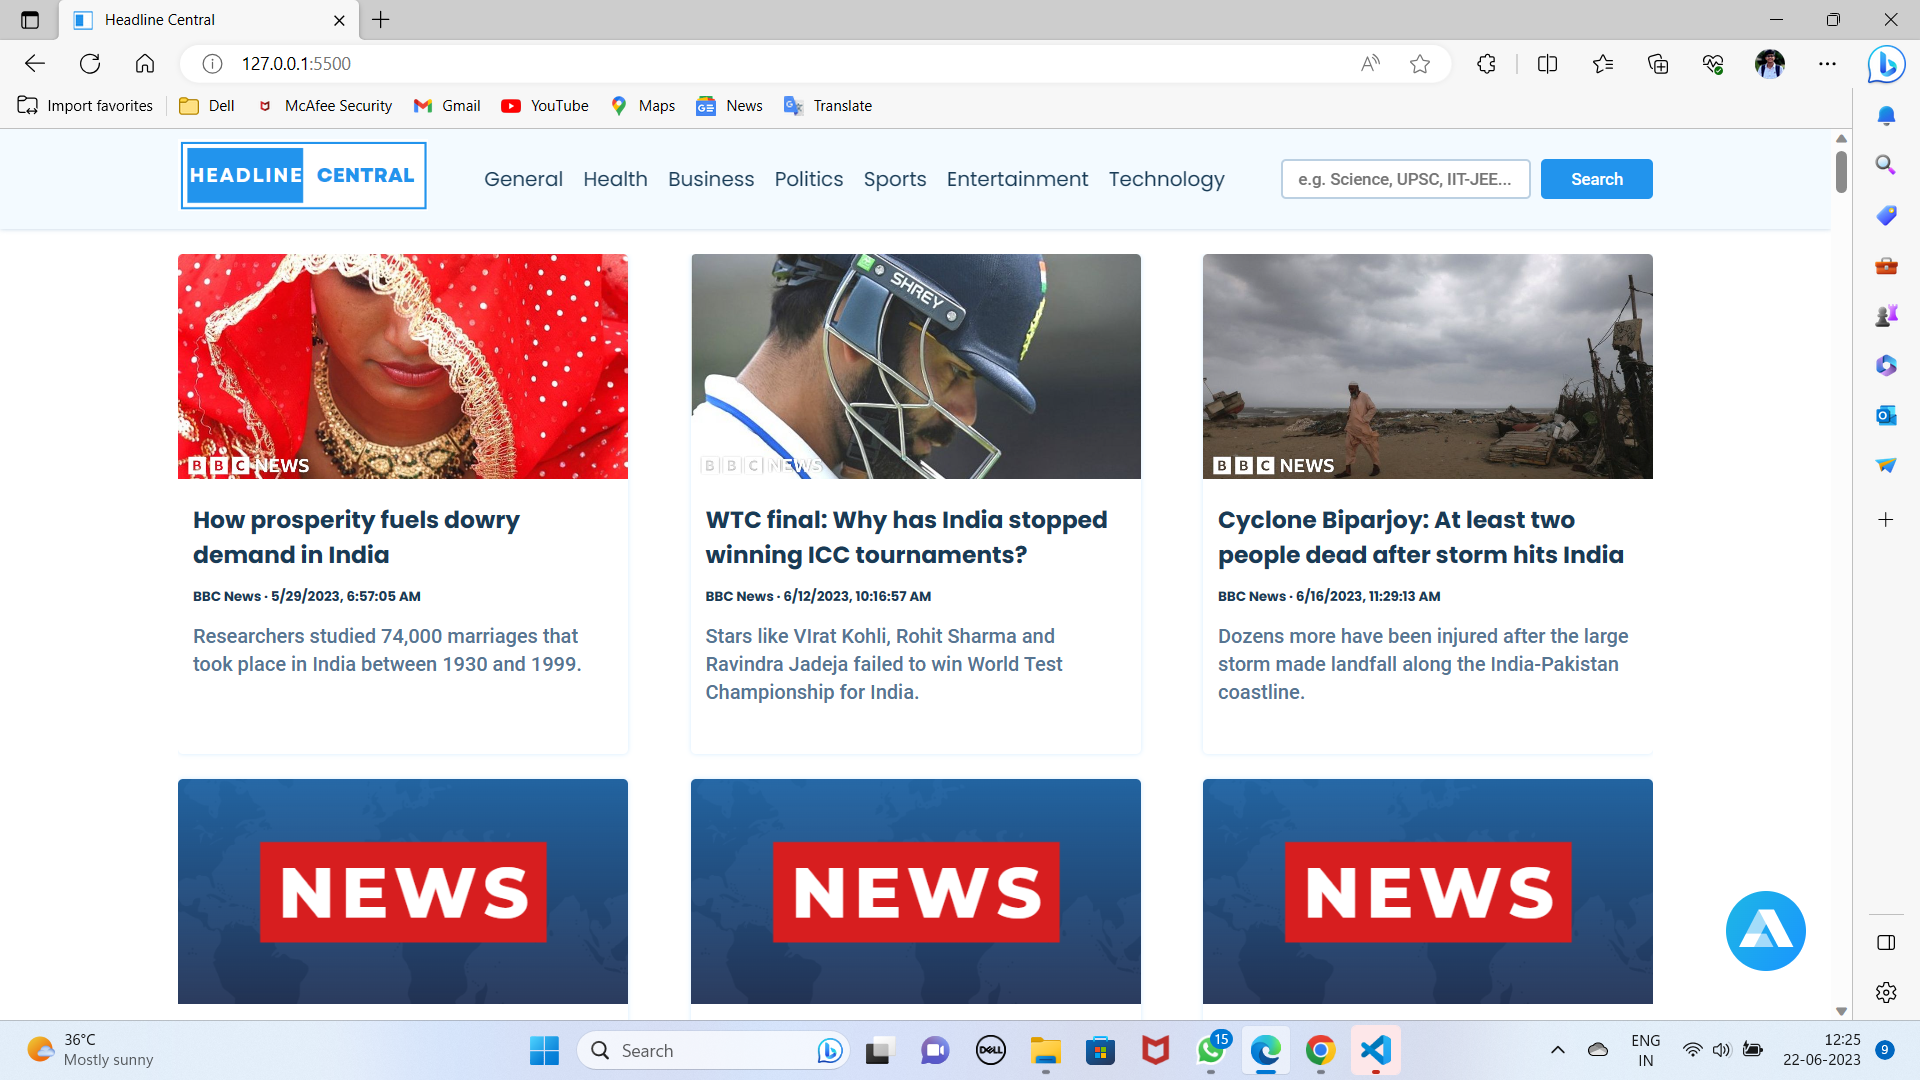 Headline Central
127.0.0.1:5500
Import favorites Dell McAfee Security Gmail YouTube Maps News Translate
HEADLINE CENTRAL
General Health Business Politics Sports Entertainment Technology
e.g. Science, UPSC, IIT-JEE...
Search
BBC NEWS
SHREY
BBC NEWS
BBC NEWS
How prosperity fuels dowry
demand in India
BBC News · 5/29/2023, 6:57:05 AM
Researchers studied 74,000 marriages that
took place in India between 1930 and 1999.
WTC final: Why has India stopped
winning ICC tournaments?
BBC News · 6/12/2023, 10:16:57 AM
Stars like VIrat Kohli, Rohit Sharma and
Ravindra Jadeja failed to win World Test
Championship for India.
Cyclone Biparjoy: At least two
people dead after storm hits India
BBC News · 6/16/2023, 11:29:13 AM
Dozens more have been injured after the large
storm made landfall along the India-Pakistan
coastline.
NEWS
NEWS
NEWS
36°C
Mostly sunny
Search
DELL
15
ENG
IN
12:25
22-06-2023
9